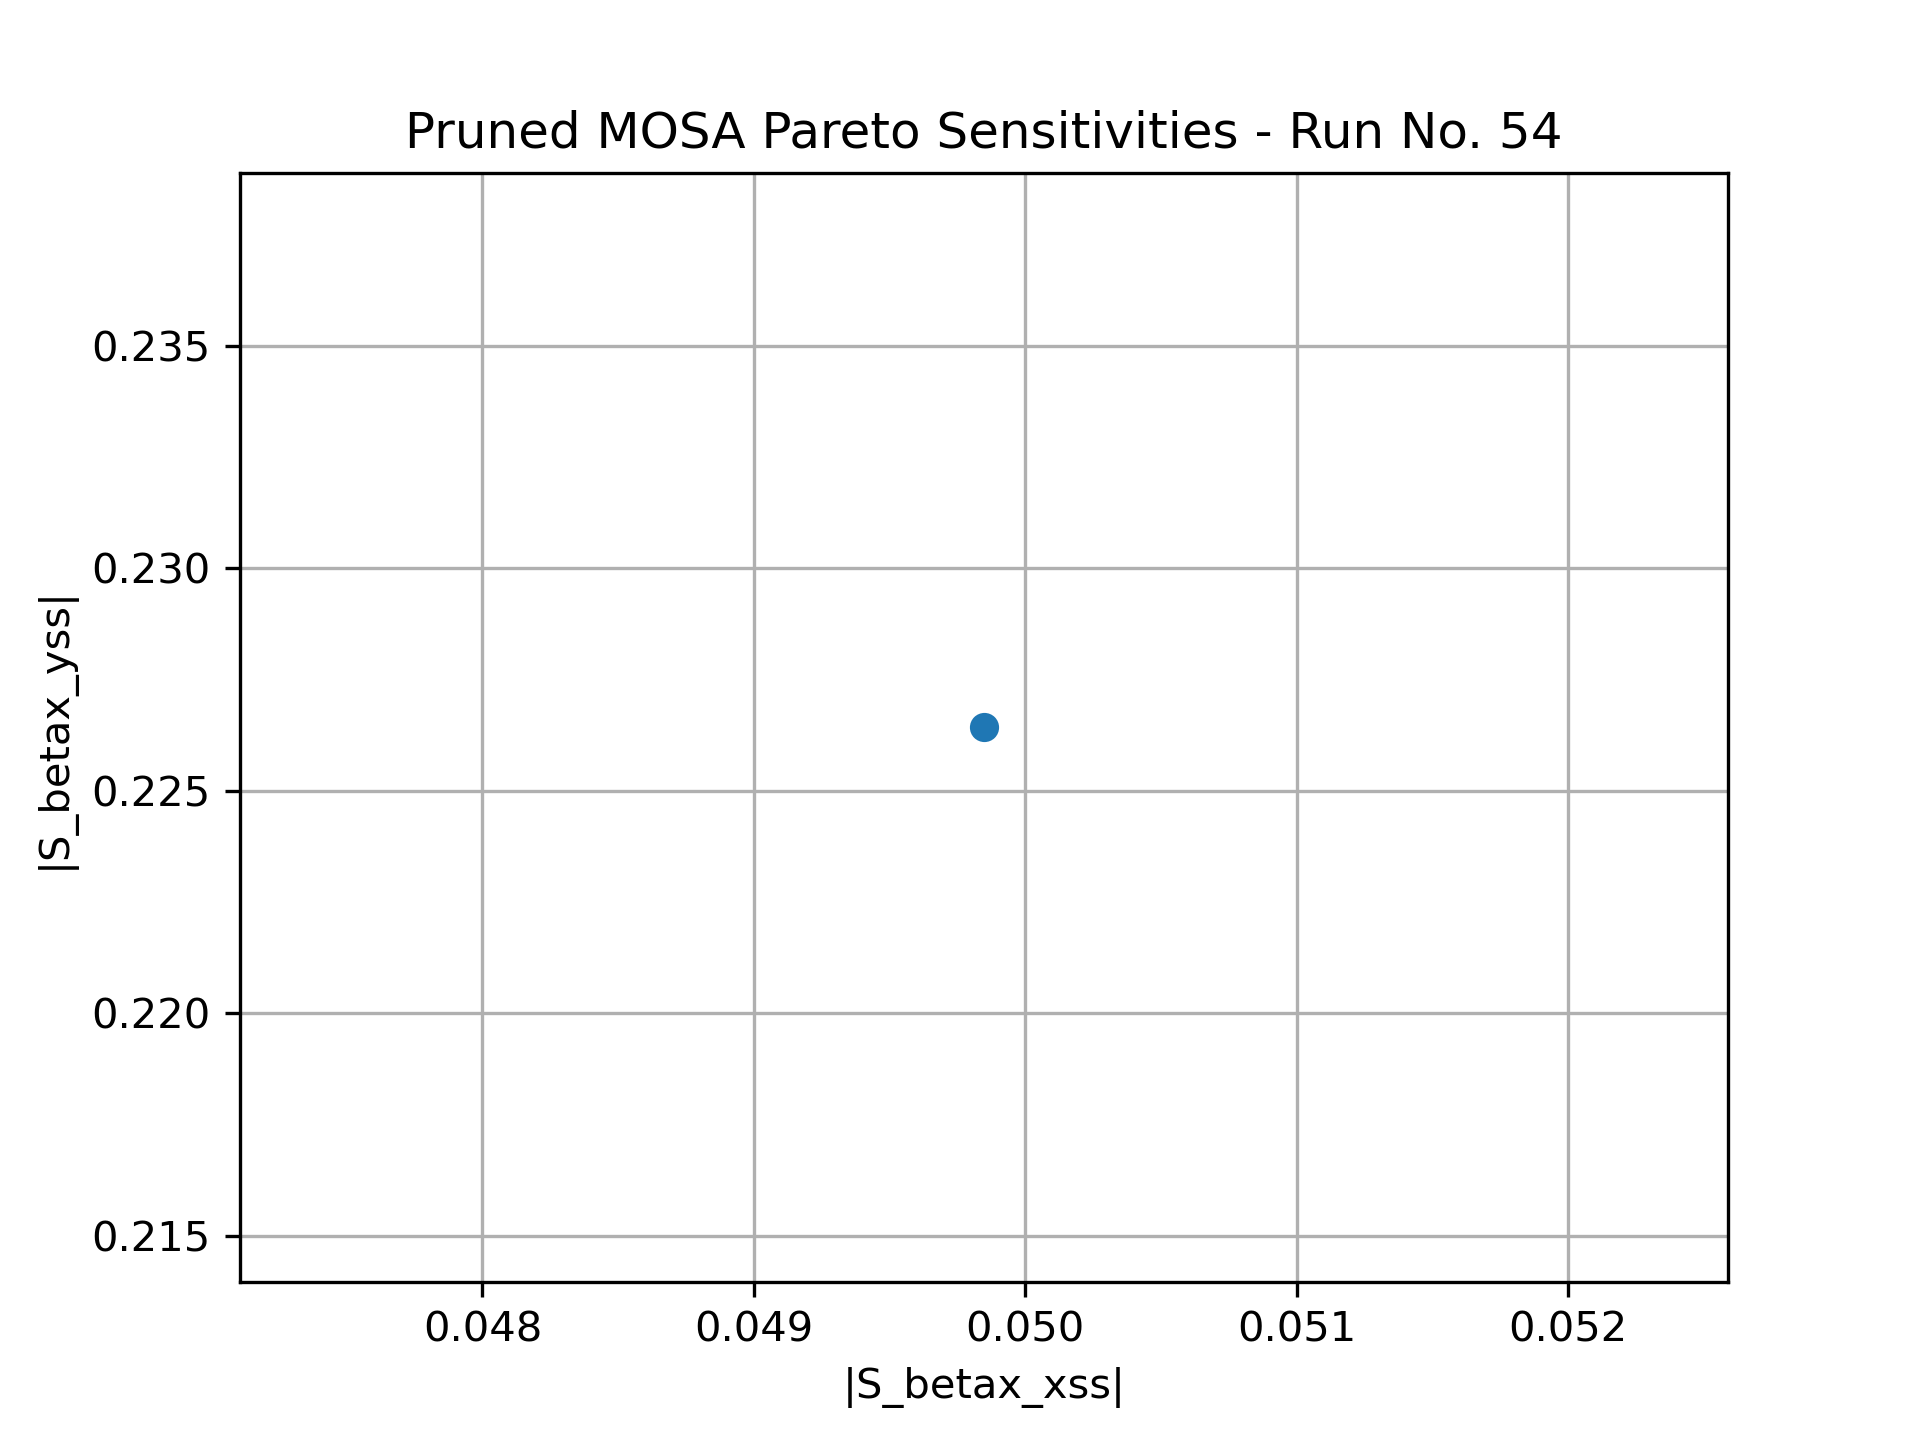 Pruned MOSA Pareto Sensitivities - Run No. 54
|S_betax_yss|
0.235
0.230
0.225
0.220
0.215
0.048 0.049 0.050 0.051 0.052
|S_betax_xss|